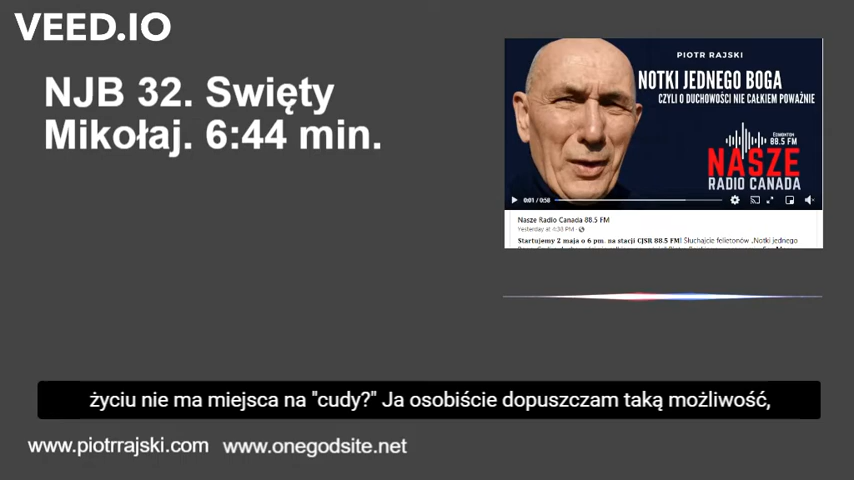 VEED.IO
NJB 32. Swięty
Mikołaj. 6:44 min.
PIOTR RAJSKI
NOTKI JEDNEGO BOGA
CZYLI O DUCHOWOŚCI NIE CAŁKIEM POWAŻNIE
EDMONTON
88.5 FM
NASZE
RADIO CANADA
0:01 / 0:58
Nasze Radio Canada 88.5 FM
Yesterday at 4:30 PM
Startujemy 2 maja o 6 pm. na stacji CJSR 88.5 FM! Słuchajcie felietonów „Notki jednego
życiu nie ma miejsca na "cudy?" Ja osobiście dopuszczam taką możliwość,
www.piotrrajski.com www.onegodsite.net